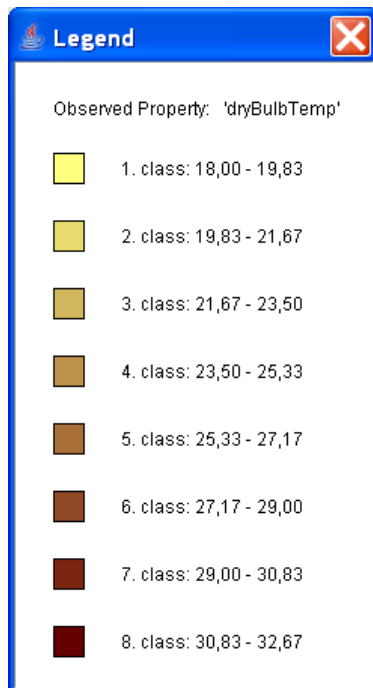 Legend
Observed Property: 'dryBulbTemp'
1. class: 18,00 - 19,83
2. class: 19,83 - 21,67
3. class: 21,67 - 23,50
4. class: 23,50 - 25,33
5. class: 25,33 - 27,17
6. class: 27,17 - 29,00
7. class: 29,00 - 30,83
8. class: 30,83 - 32,67